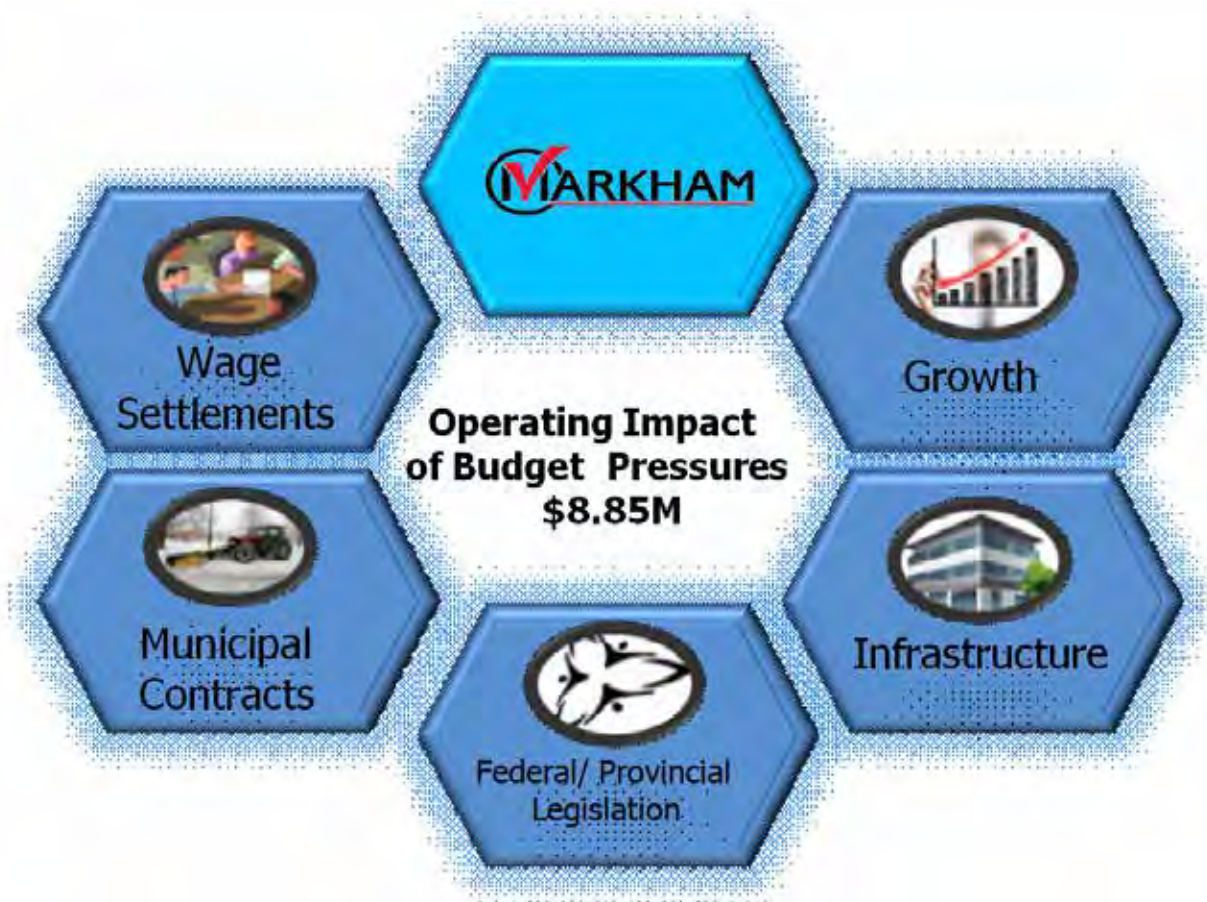 MARKHAM
Wage
Settlements
Growth
Operating Impact
of Budget Pressures
$8.85M
Municipal
Contracts
Infrastructure
Federal/ Provincial
Legislation